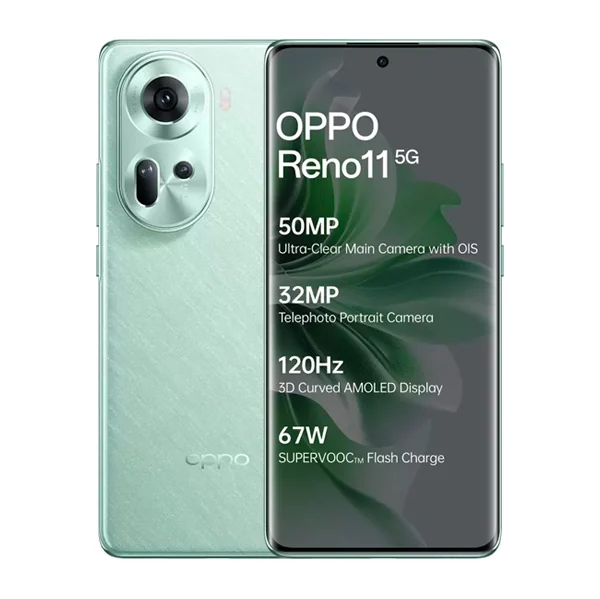 OPPO
Reno11 5G
50MP
Ultra-Clear Main Camera with OIS
32MP
Telephoto Portrait Camera
120Hz
3D Curved AMOLED Display
67W
SUPERVOOC™ Flash Charge
oppo